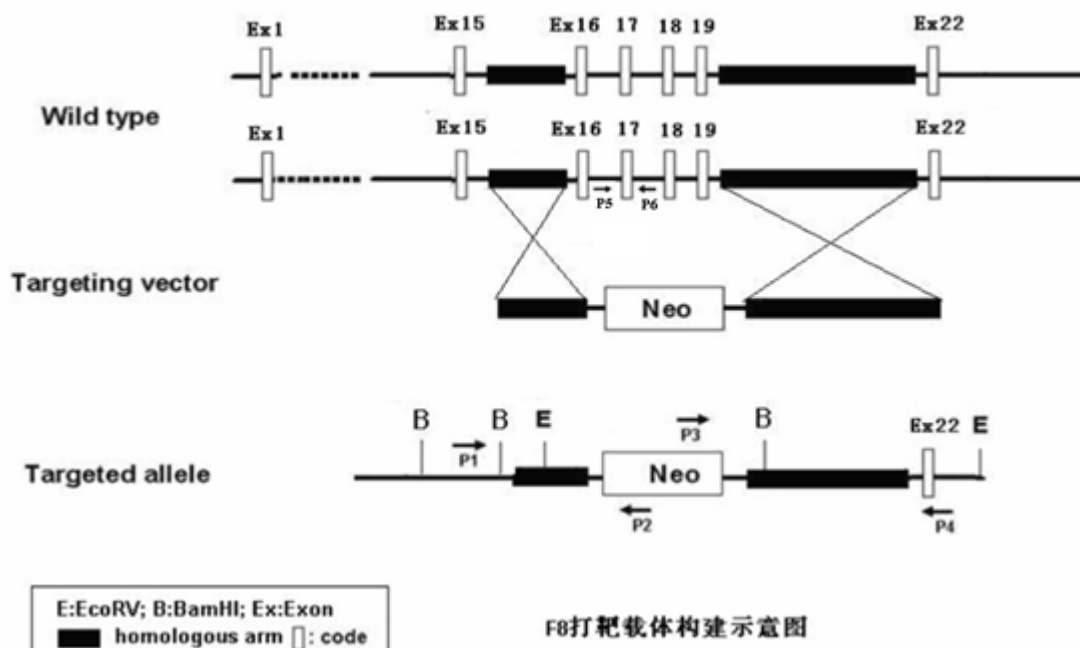 Ex1 Ex15 Ex16 17 18 19 Ex22
Wild type
Ex1 Ex15 Ex16 17 18 19 Ex22
P5 P6
Targeting vector
Neo
B B E P3 B Ex22 E
P1
Targeted allele
Neo
P2 P4
E:EcoRV; B:BamHI; Ex:Exon
homologous arm : code
F8打靶载体构建示意图